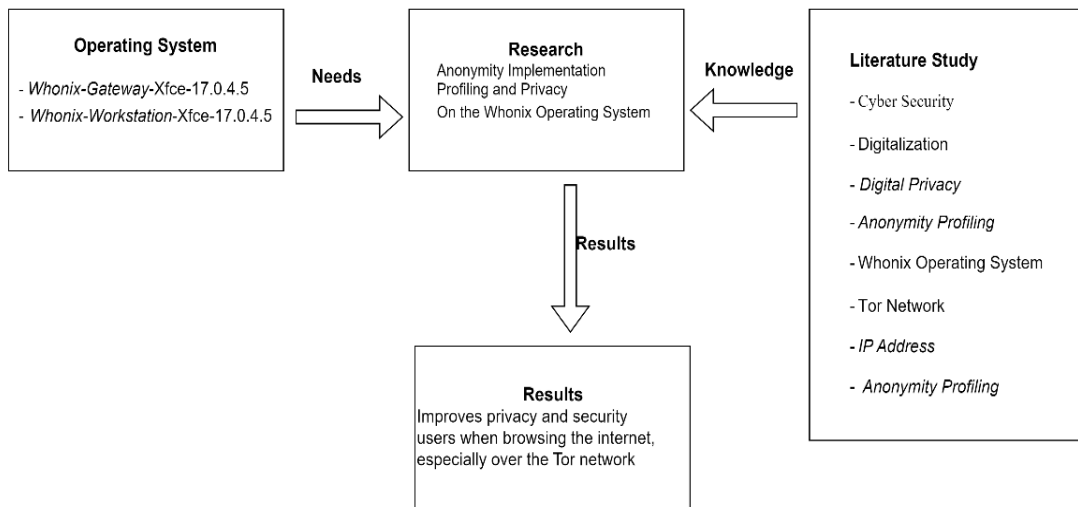 Operating System
- Whonix-Gateway-Xfce-17.0.4.5
- Whonix-Workstation-Xfce-17.0.4.5
Needs
Research
Anonymity Implementation
Profiling and Privacy
On the Whonix Operating System
Knowledge
Literature Study
- Cyber Security
- Digitalization
- Digital Privacy
- Anonymity Profiling
- Whonix Operating System
- Tor Network
- IP Address
- Anonymity Profiling
Results
Results
Improves privacy and security
users when browsing the internet,
especially over the Tor network